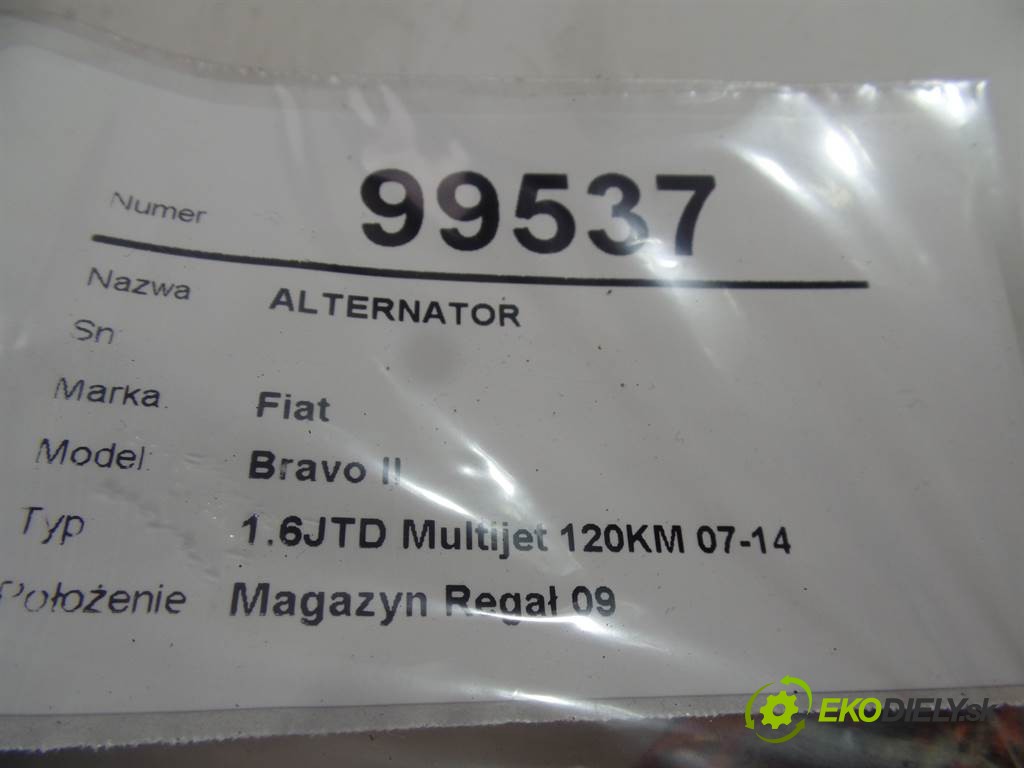 Numer 99537
Nazwa ALTERNATOR
Sn
Marka Fiat
Model: Bravo II
Typ 1.6JTD Multijet 120KM 07-14
Położenie Magazyn Regał 09
EKODIELY.sk